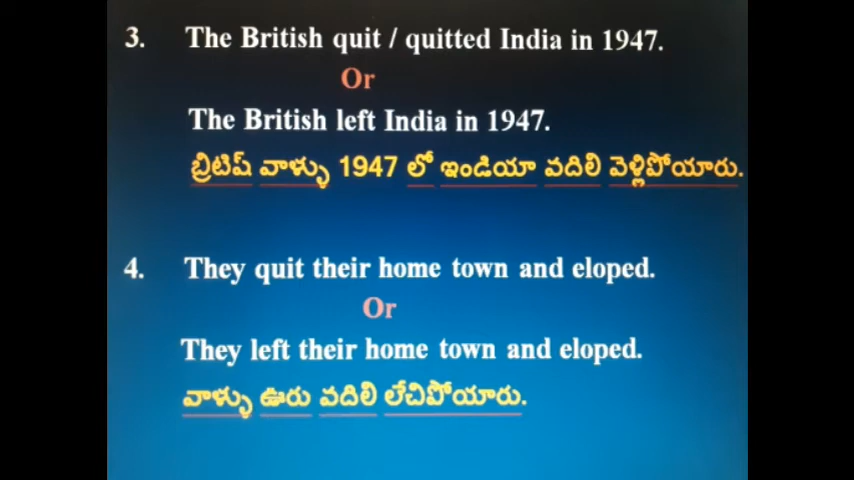 3. The British quit / quitted India in 1947.
Or
The British left India in 1947.
బ్రిటిష్ వాళ్ళు 1947 లో ఇండియా వదిలి వెళ్లిపోయారు.
4. They quit their home town and eloped.
Or
They left their home town and eloped.
వాళ్ళు ఊరు వదిలి లేచిపోయారు.